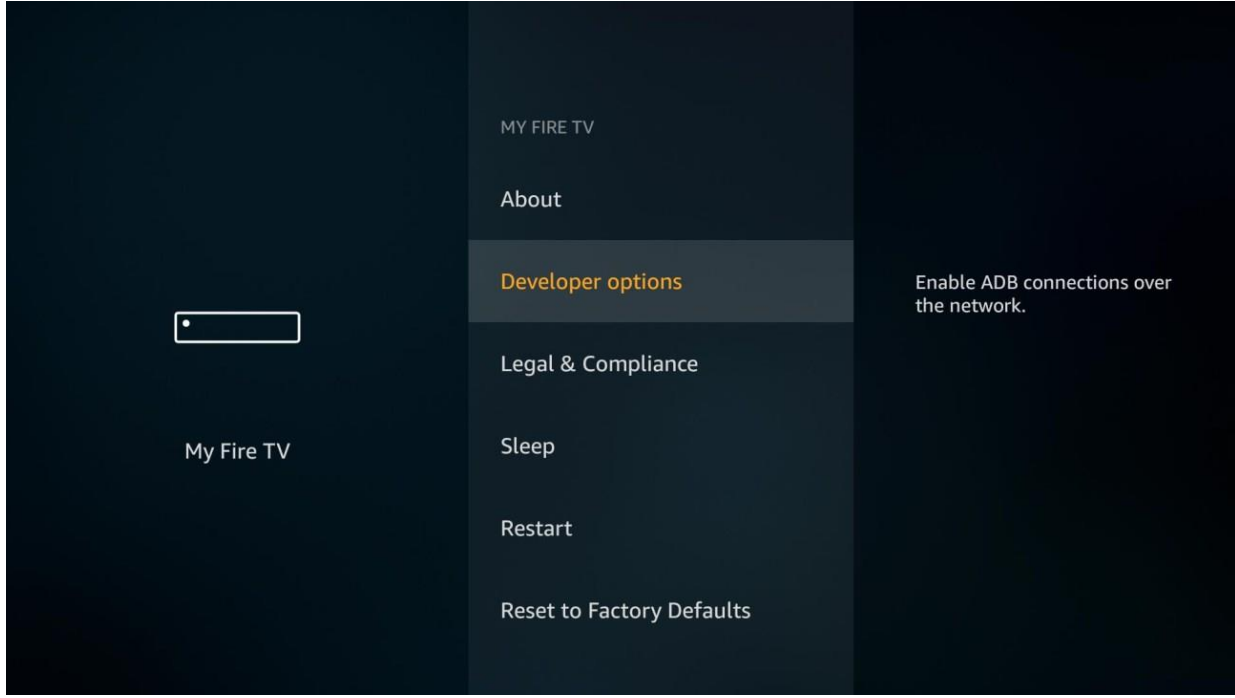 My Fire TV
MY FIRE TV
About
Developer options
Legal & Compliance
Sleep
Restart
Reset to Factory Defaults
Enable ADB connections over
the network.